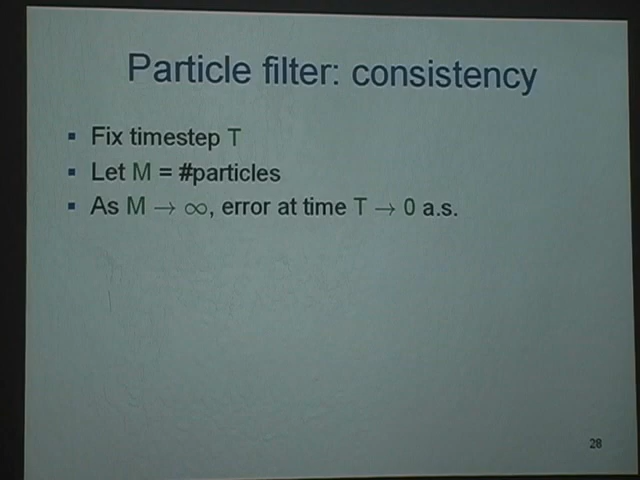 Particle filter: consistency
▪ Fix timestep T
▪ Let M = #particles
▪ As M → ∞, error at time T → 0 a.s.
28